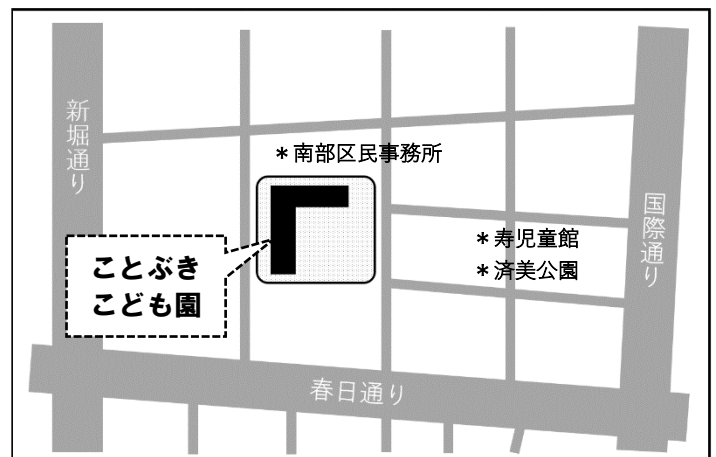 新堀通り
＊南部区民事務所
国際通り
＊寿児童館
＊済美公園
ことぶき
こども園
春日通り